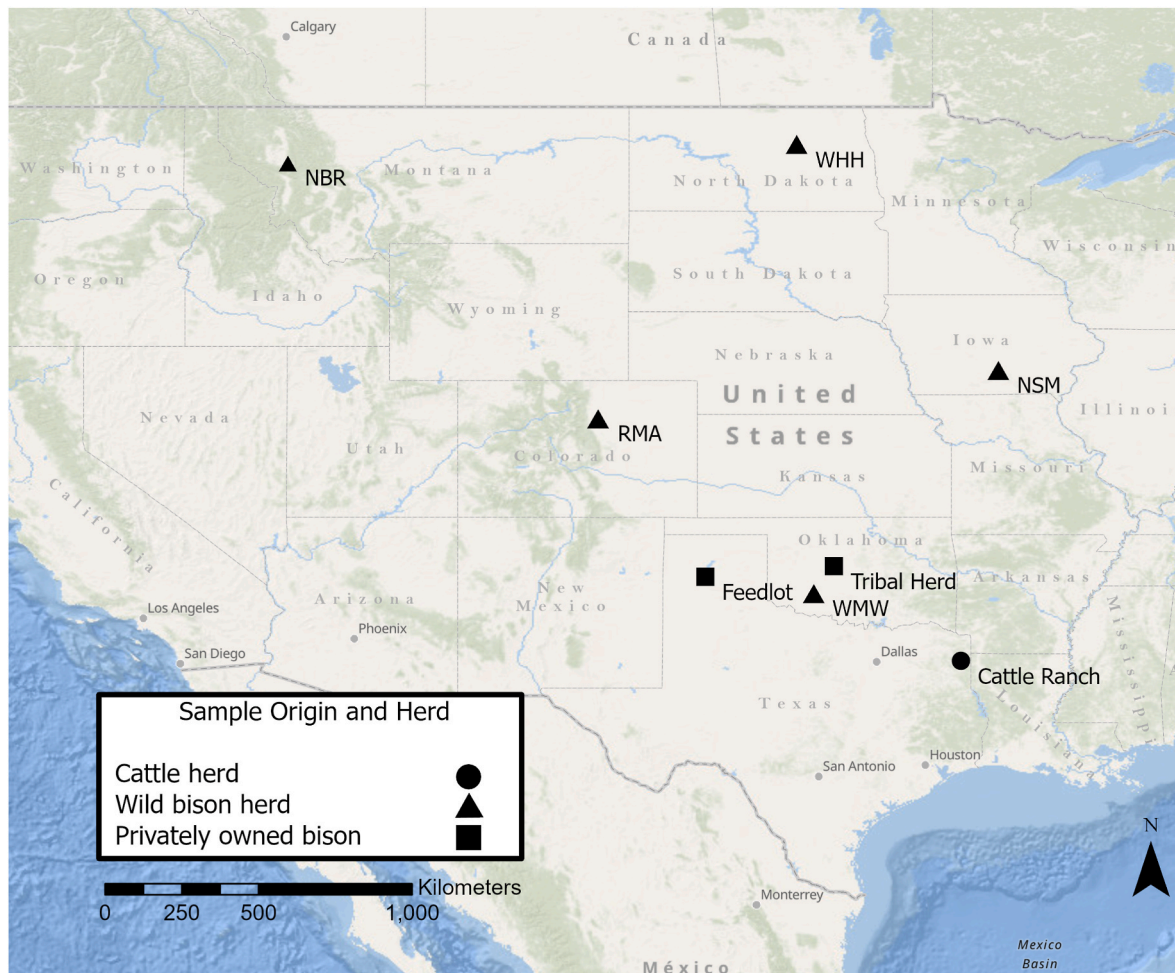 Calgary
Canada
Washington
NBR
Montana
WHH
North Dakota
Minnesota
Wisconsin
Oregon
Idaho
South Dakota
Wyoming
Iowa
Nebraska
NSM
Nevada
United
States
Illinoi
Utah
RMA
Colorado
Kansas
Missouri
California
Oklahoma
Feedlot
Tribal Herd
Arkansas
WMW
New
Mexico
Arizona
Los Angeles
Phoenix
Mississippi
San Diego
Dallas
Cattle Ranch
Texas
Louisiana
Houston
San Antonio
Sample Origin and Herd
Cattle herd
Wild bison herd
Privately owned bison
N
Kilometers
0 250 500 1,000
Monterrey
Mexico
Basin
México